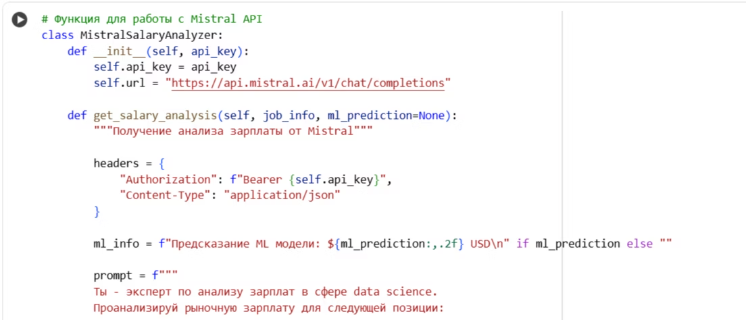 # Функция для работы с Mistral API
class MistralSalaryAnalyzer:
    def __init__(self, api_key):
        self.api_key = api_key
        self.url = "https://api.mistral.ai/v1/chat/completions"

    def get_salary_analysis(self, job_info, ml_prediction=None):
        """Получение анализа зарплаты от Mistral"""

        headers = {
            "Authorization": f"Bearer {self.api_key}",
            "Content-Type": "application/json"
        }

        ml_info = f"Предсказание ML модели: ${ml_prediction:,.2f} USD\n" if ml_prediction else ""

        prompt = f"""
        Ты - эксперт по анализу зарплат в сфере data science.
        Проанализируй рыночную зарплату для следующей позиции: